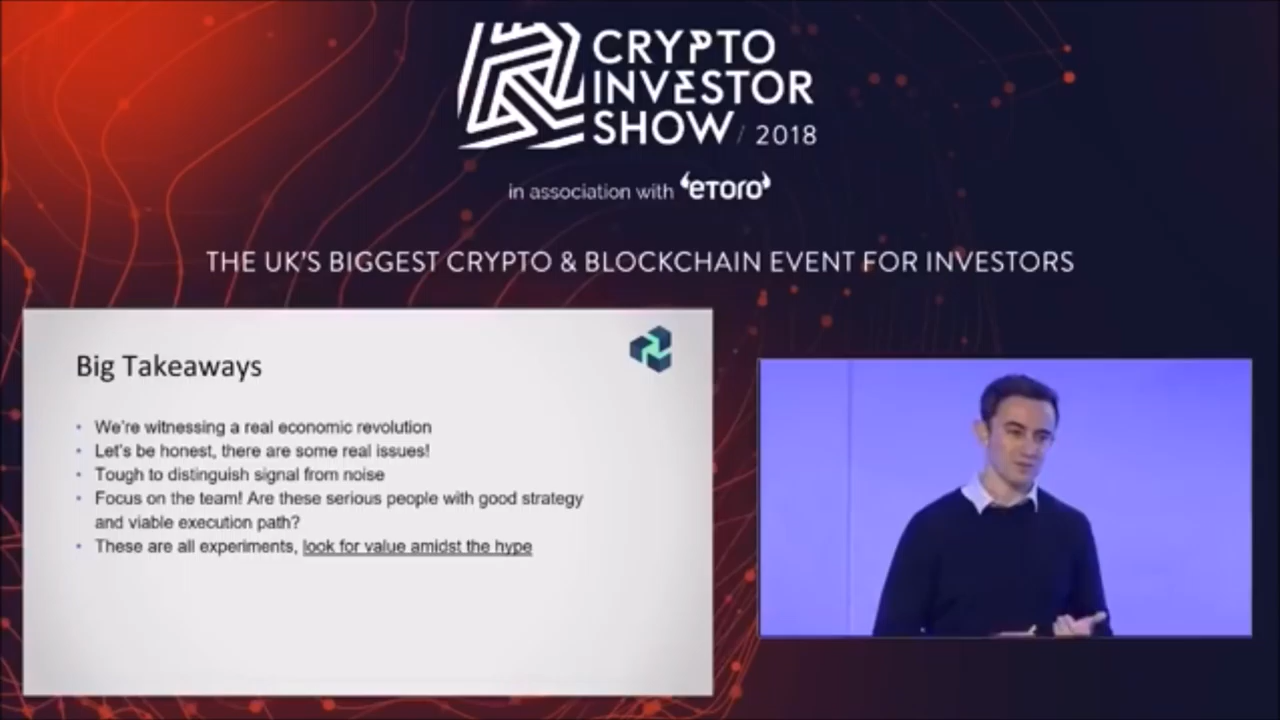 CRYPTO
INVESTOR
SHOW / 2018
in association with eToro
THE UK'S BIGGEST CRYPTO & BLOCKCHAIN EVENT FOR INVESTORS
Big Takeaways
• We're witnessing a real economic revolution
• Let's be honest, there are some real issues!
• Tough to distinguish signal from noise
• Focus on the team! Are these serious people with good strategy
and viable execution path?
• These are all experiments, look for value amidst the hype